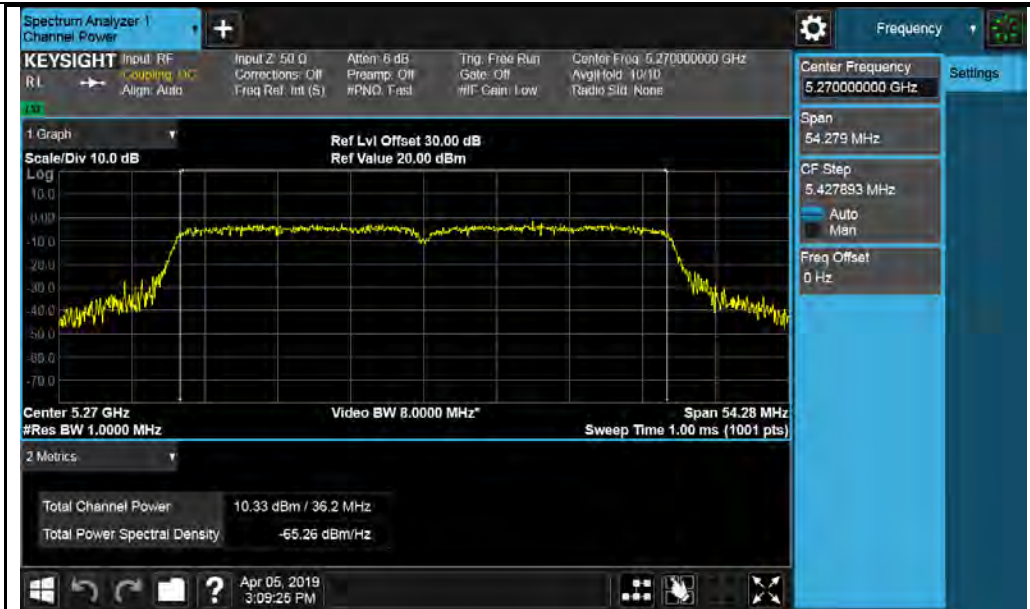 Spectrum Analyzer 1
Channel Power
Frequency
KEYSIGHT
RL
Input: RF
Coupling: DC
Align: Auto
Input Z: 50 Ω
Corrections: Off
Freq Ref: Int (S)
Atten: 6 dB
Preamp: Off
#PNO: Fast
Trig: Free Run
Gate: Off
#IF Gain: Low
Center Freq: 5.270000000 GHz
Avg|Hold: 10/10
Radio Std: None
Center Frequency
5.270000000 GHz
Settings
Span
54.279 MHz
CF Step
5.427893 MHz
Auto
Man
Freq Offset
0 Hz
1 Graph
Scale/Div 10.0 dB
Ref Lvl Offset 30.00 dB
Ref Value 20.00 dBm
Log
10.0
0.00
-10.0
-20.0
-30.0
-40.0
-50.0
-60.0
-70.0
Center 5.27 GHz
#Res BW 1.0000 MHz
Video BW 8.0000 MHz*
Span 54.28 MHz
Sweep Time 1.00 ms (1001 pts)
2 Metrics
Total Channel Power 10.33 dBm / 36.2 MHz
Total Power Spectral Density -65.26 dBm/Hz
?
Apr 05, 2019
3:09:25 PM